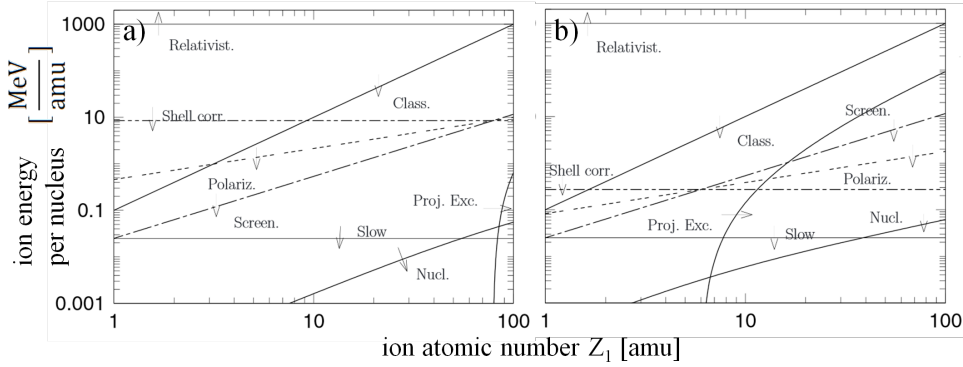 a)
1000
10
0.1
0.001
1
10
100
Relativist.
Class.
Shell corr.
Polariz.
Screen.
Proj. Exc.
Slow
Nucl.
b)
1
10
100
Relativist.
Screen.
Class.
Shell corr.
Polariz.
Proj. Exc.
Nucl.
Slow
ion energy
per nucleus
[MeV/amu]
ion atomic number Z₁ [amu]